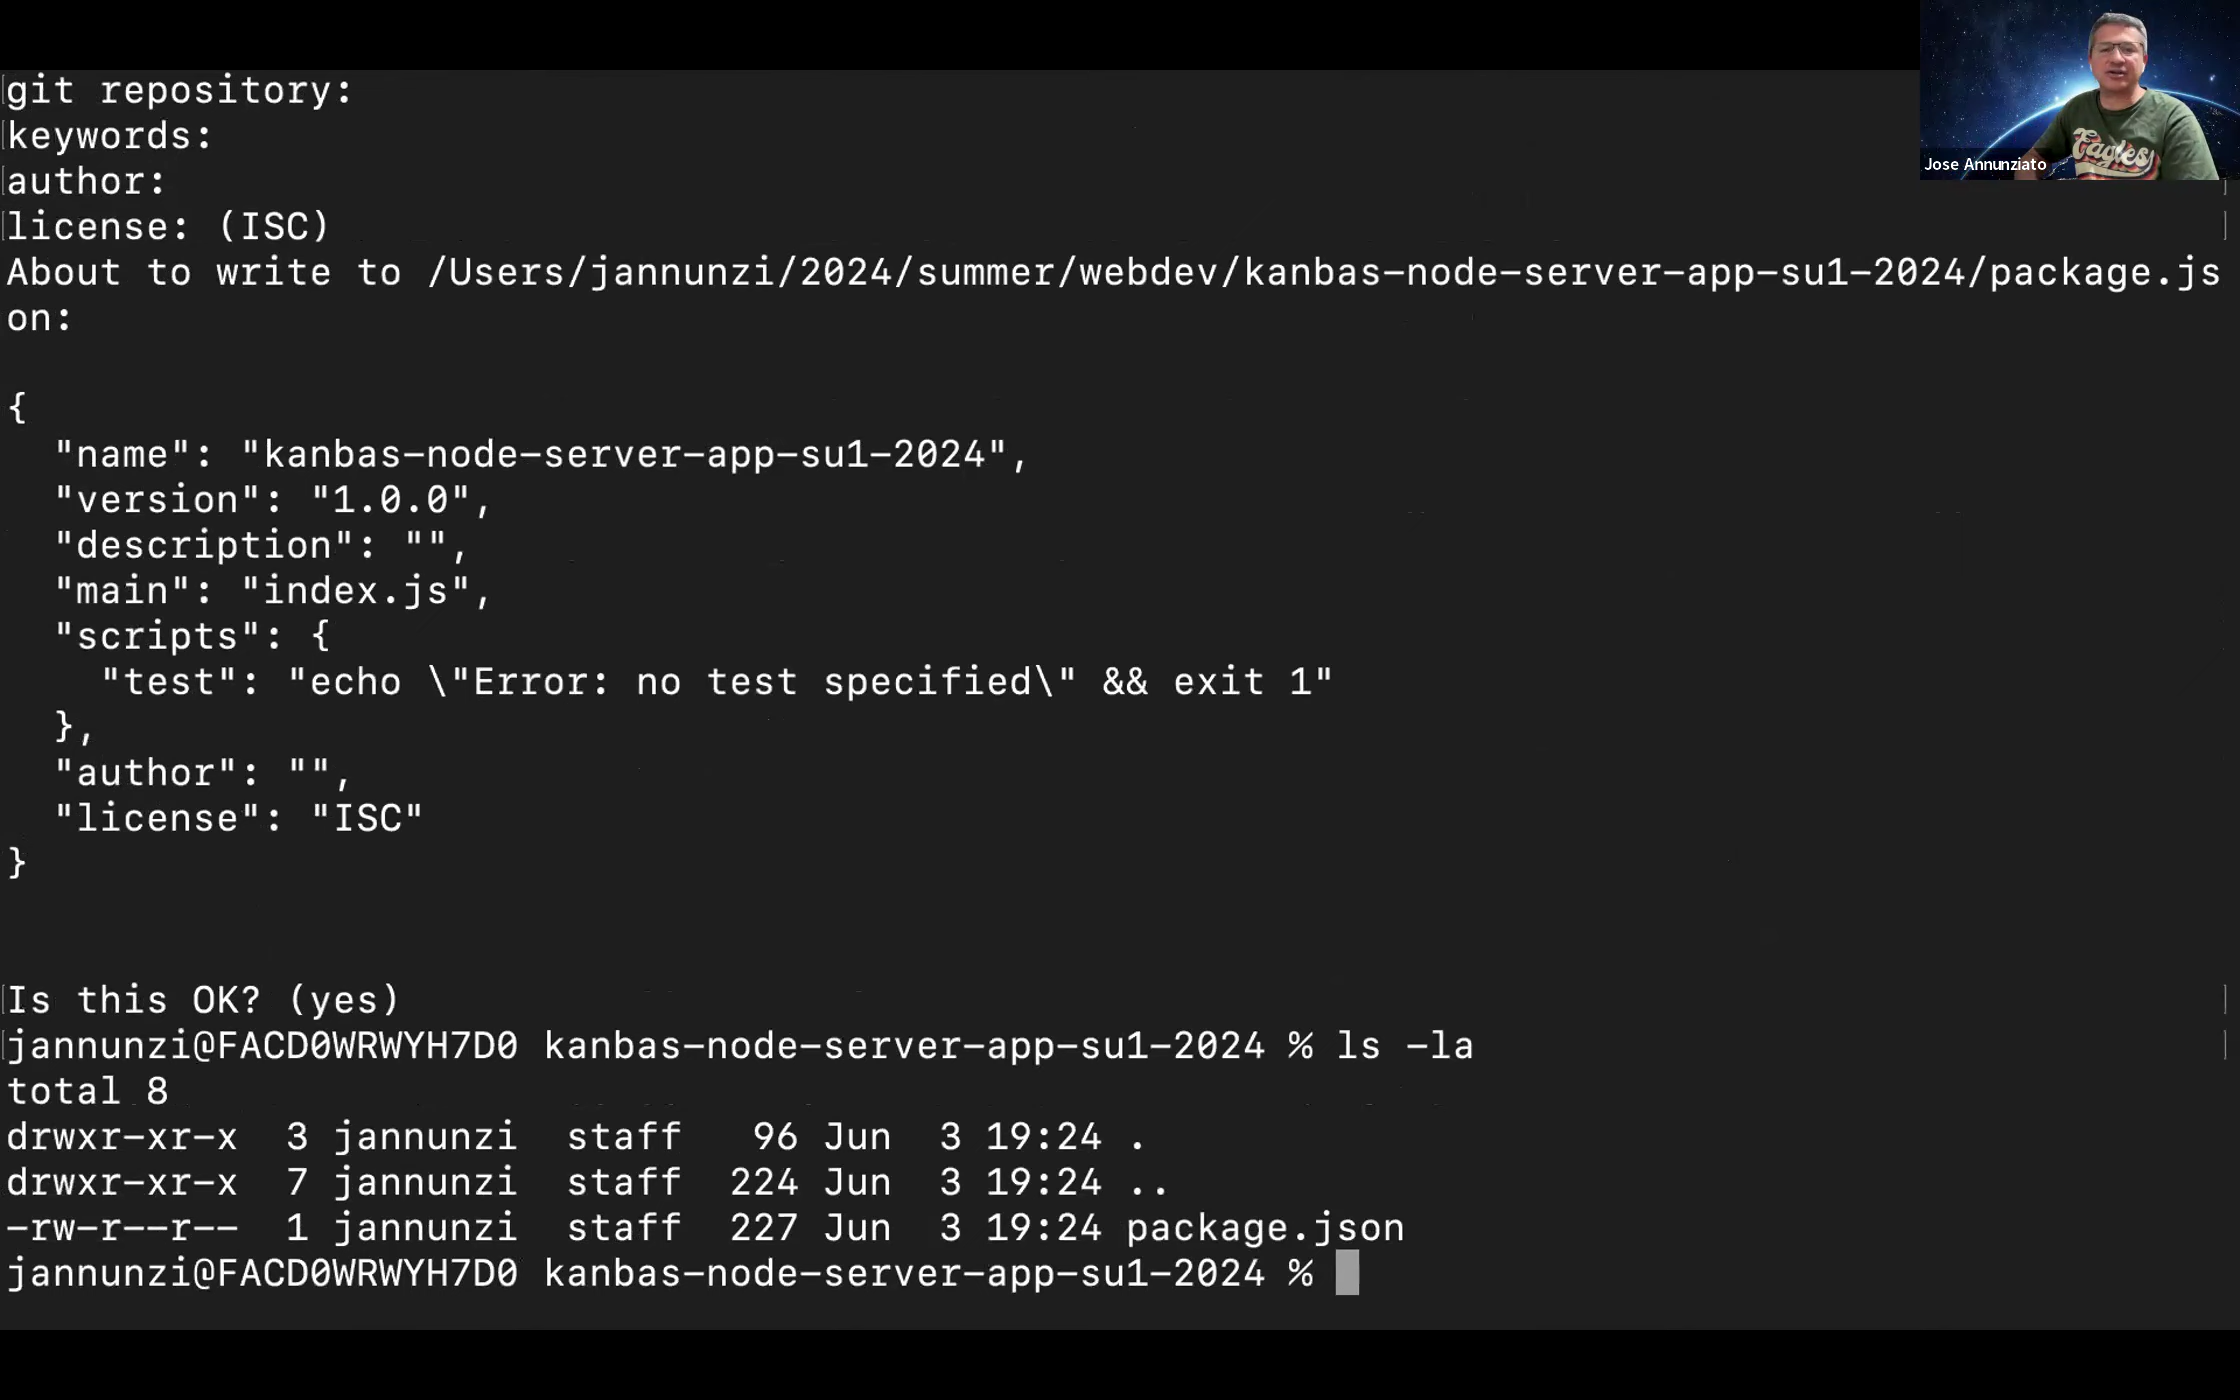 git repository:
keywords:
author:
license: (ISC)
About to write to /Users/jannunzi/2024/summer/webdev/kanbas-node-server-app-su1-2024/package.js
on:
{
  "name": "kanbas-node-server-app-su1-2024",
  "version": "1.0.0",
  "description": "",
  "main": "index.js",
  "scripts": {
    "test": "echo \"Error: no test specified\" && exit 1"
  },
  "author": "",
  "license": "ISC"
}
Is this OK? (yes)
jannunzi@FACD0WRWYH7D0 kanbas-node-server-app-su1-2024 % ls -la
total 8
drwxr-xr-x  3 jannunzi  staff   96 Jun  3 19:24 .
drwxr-xr-x  7 jannunzi  staff  224 Jun  3 19:24 ..
-rw-r--r--  1 jannunzi  staff  227 Jun  3 19:24 package.json
jannunzi@FACD0WRWYH7D0 kanbas-node-server-app-su1-2024 %
Eagles
Jose Annunziato